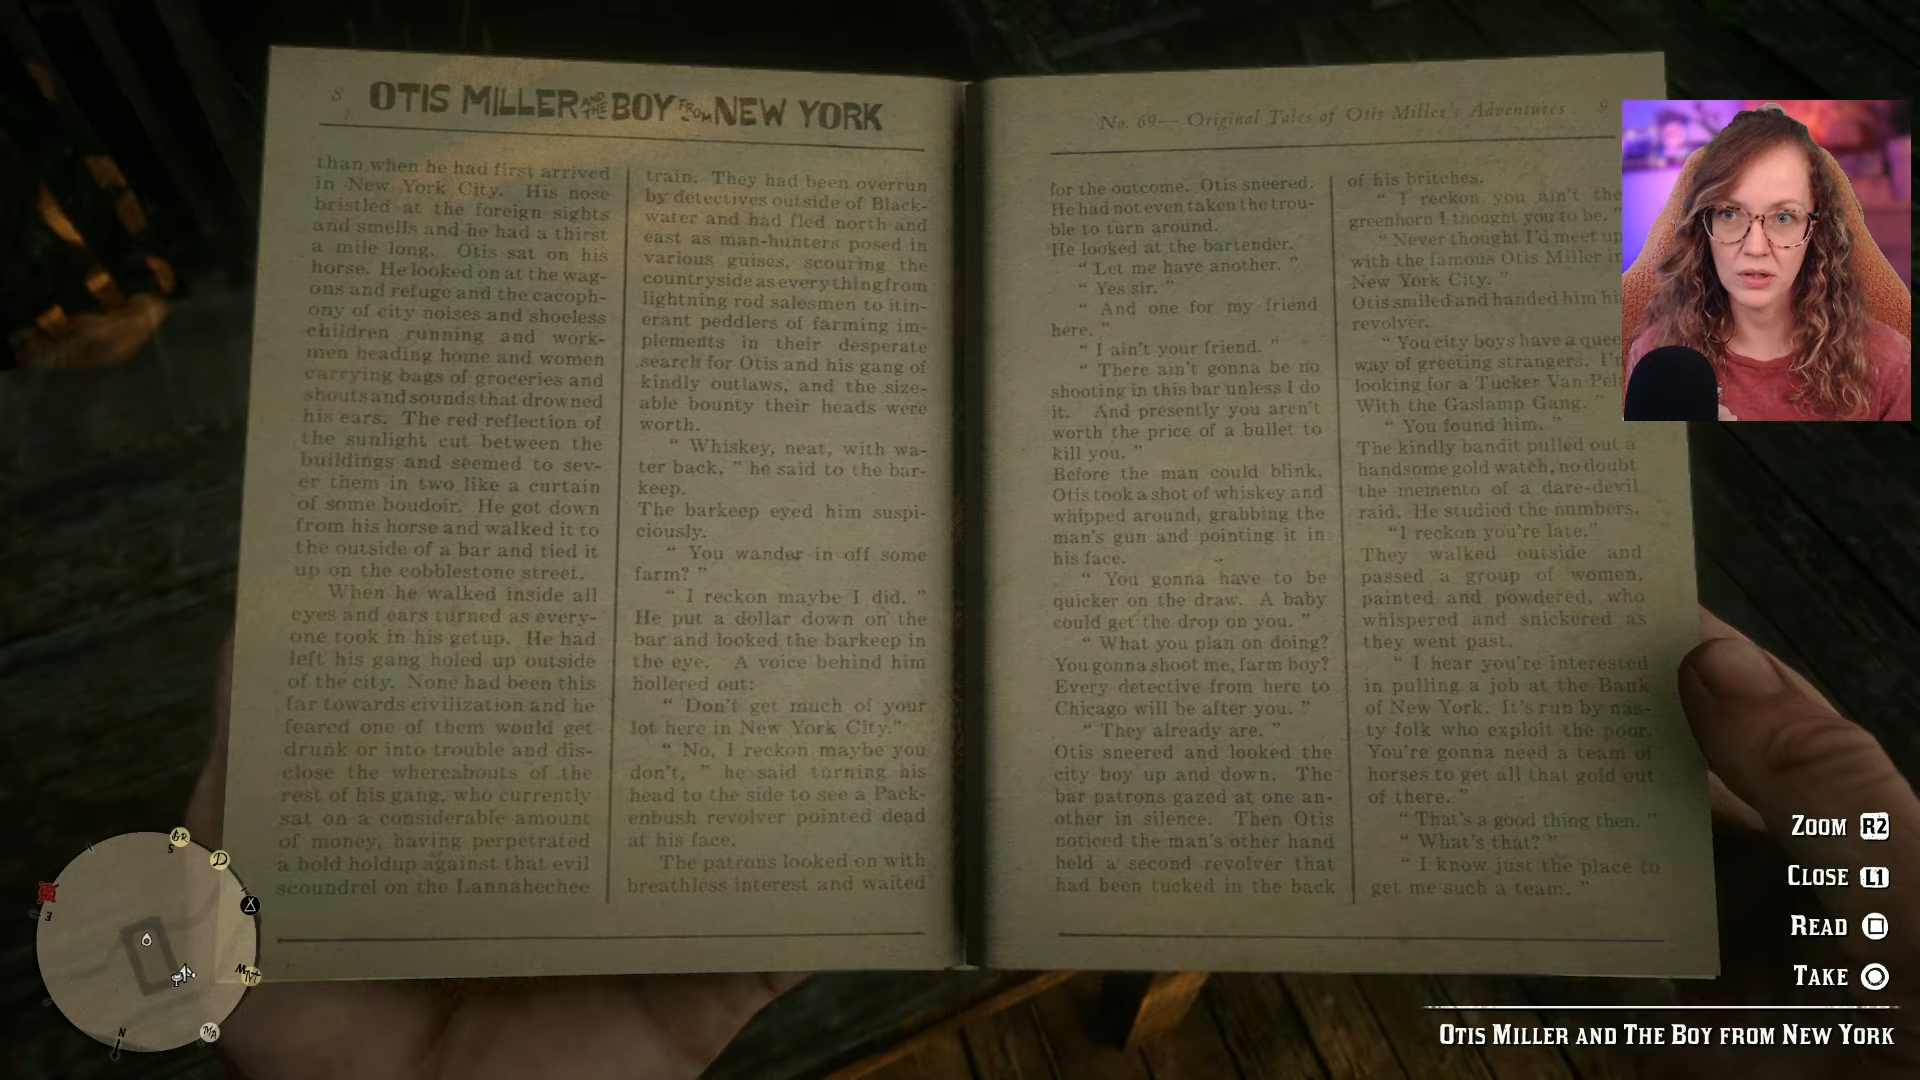 8 OTIS MILLER AND THE BOY FROM NEW YORK
than when he had first arrived
in New York City. His nose
bristled at the foreign sights
and smells and he had a thirst
a mile long. Otis sat on his
horse. He looked on at the wag-
ons and refuge and the cacoph-
ony of city noises and shoeless
children running and work-
men heading home and women
carrying bags of groceries and
shouts and sounds that drowned
his ears. The red reflection of
the sunlight cut between the
buildings and seemed to sev-
er them in two like a curtain
of some boudoir. He got down
from his horse and walked it to
the outside of a bar and tied it
up on the cobblestone street.
When he walked inside all
eyes and ears turned as every-
one took in his getup. He had
left his gang holed up outside
of the city. None had been this
far towards civilization and he
feared one of them would get
drunk or into trouble and dis-
close the whereabouts of the
rest of his gang, who currently
sat on a considerable amount
of money, having perpetrated
a bold holdup against that evil
scoundrel on the Lannahechee
train. They had been overrun
by detectives outside of Black-
water and had fled north and
east as man-hunters posed in
various guises, scouring the
countryside as everything from
lightning rod salesmen to itin-
erant peddlers of farming im-
plements in their desperate
search for Otis and his gang of
kindly outlaws, and the size-
able bounty their heads were
worth.
" Whiskey, neat, with wa-
ter back, " he said to the bar-
keep.
The barkeep eyed him suspi-
ciously.
" You wander in off some
farm? "
" I reckon maybe I did. "
He put a dollar down on the
bar and looked the barkeep in
the eye. A voice behind him
hollered out:
" Don't get much of your
lot here in New York City."
" No, I reckon maybe you
don't, " he said turning his
head to the side to see a Pack-
enbush revolver pointed dead
at his face.
The patrons looked on with
breathless interest and waited
No. 69— Original Tales of Otis Miller's Adventures 9
for the outcome. Otis sneered.
He had not even taken the trou-
ble to turn around.
He looked at the bartender.
" Let me have another. "
" Yes sir. "
" And one for my friend
here. "
" I ain't your friend. "
" There ain't gonna be no
shooting in this bar unless I do
it. And presently you aren't
worth the price of a bullet to
kill you. "
Before the man could blink,
Otis took a shot of whiskey and
whipped around, grabbing the
man's gun and pointing it in
his face.
" You gonna have to be
quicker on the draw. A baby
could get the drop on you. "
" What you plan on doing?
You gonna shoot me, farm boy?
Every detective from here to
Chicago will be after you. "
" They already are. "
Otis sneered and looked the
city boy up and down. The
bar patrons gazed at one an-
other in silence. Then Otis
noticed the man's other hand
held a second revolver that
had been tucked in the back
of his britches.
" I reckon you ain't the
greenhorn I thought you to be. "
" Never thought I'd meet up
with the famous Otis Miller in
New York City. "
Otis smiled and handed him
revolver.
" You city boys have a
way of greeting strangers.
looking for a Tucker Van
With the Gaslamp Gang. "
" You found him. "
The kindly bandit pulled out a
handsome gold watch, no doubt
the memento of a dare-devil
raid. He studied the numbers.
"I reckon you're late."
They walked outside and
passed a group of women,
painted and powdered, who
whispered and snickered as
they went past.
" I hear you're interested
in pulling a job at the Bank
of New York. It's run by nas-
ty folk who exploit the poor.
You're gonna need a team of
horses to get all that gold out
of there. "
" That's a good thing then. "
" What's that? "
" I know just the place to
get me such a team. "
ZOOM R2
CLOSE L1
READ
TAKE
OTIS MILLER AND THE BOY FROM NEW YORK